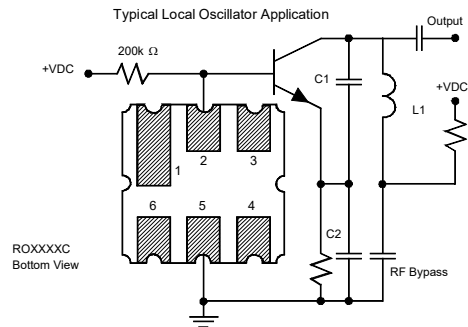 Typical Local Oscillator Application
Output
200k Ω
+VDC
+VDC
C1
L1
1
2
3
6
5
4
C2
ROXXXXC
Bottom View
RF Bypass